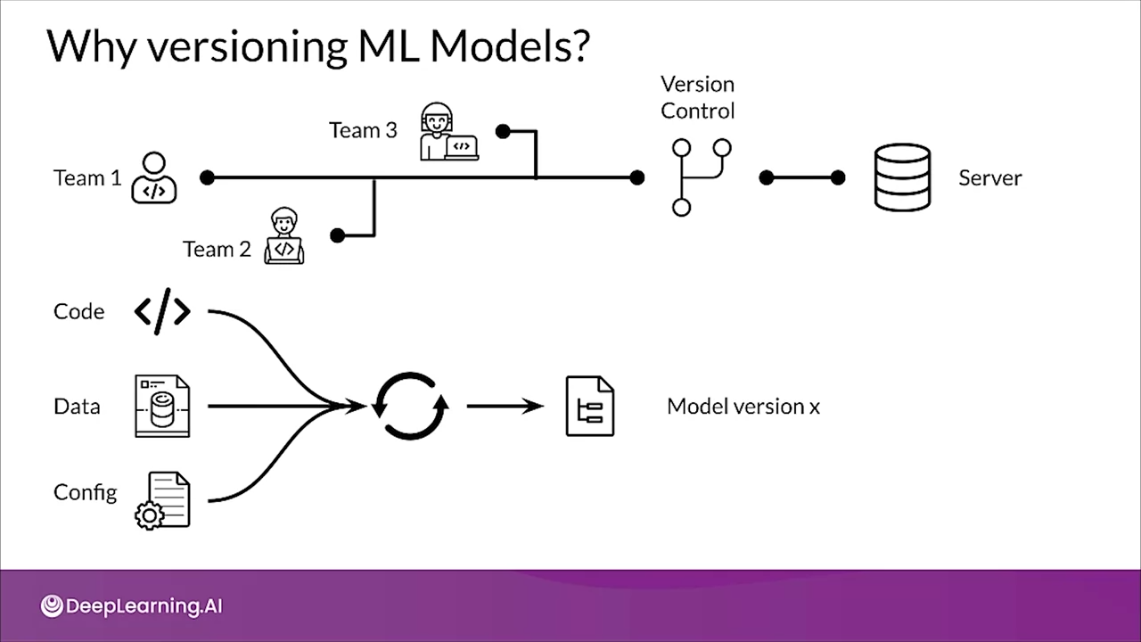 Why versioning ML Models?
Version
Control
Team 3
Team 1
Server
Team 2
Code
Data
Model version x
Config
DeepLearning.AI